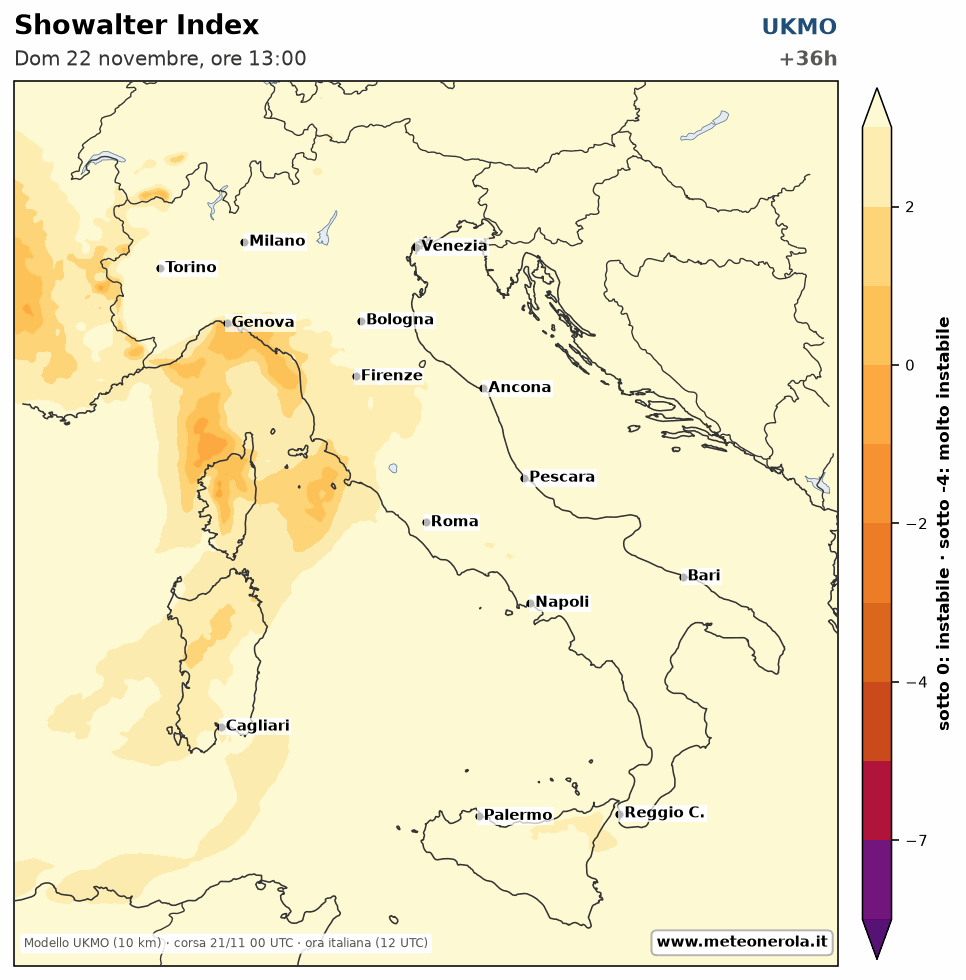 Showalter Index
UKMO
Dom 22 novembre, ore 13:00
+36h
Milano
Venezia
Torino
Genova
Bologna
Firenze
Ancona
Pescara
Roma
Bari
Napoli
Cagliari
Palermo
Reggio C.
2
0
−2
−4
−7
sotto 0: instabile · sotto -4: molto instabile
Modello UKMO (10 km) · corsa 21/11 00 UTC · ora italiana (12 UTC)
www.meteonerola.it